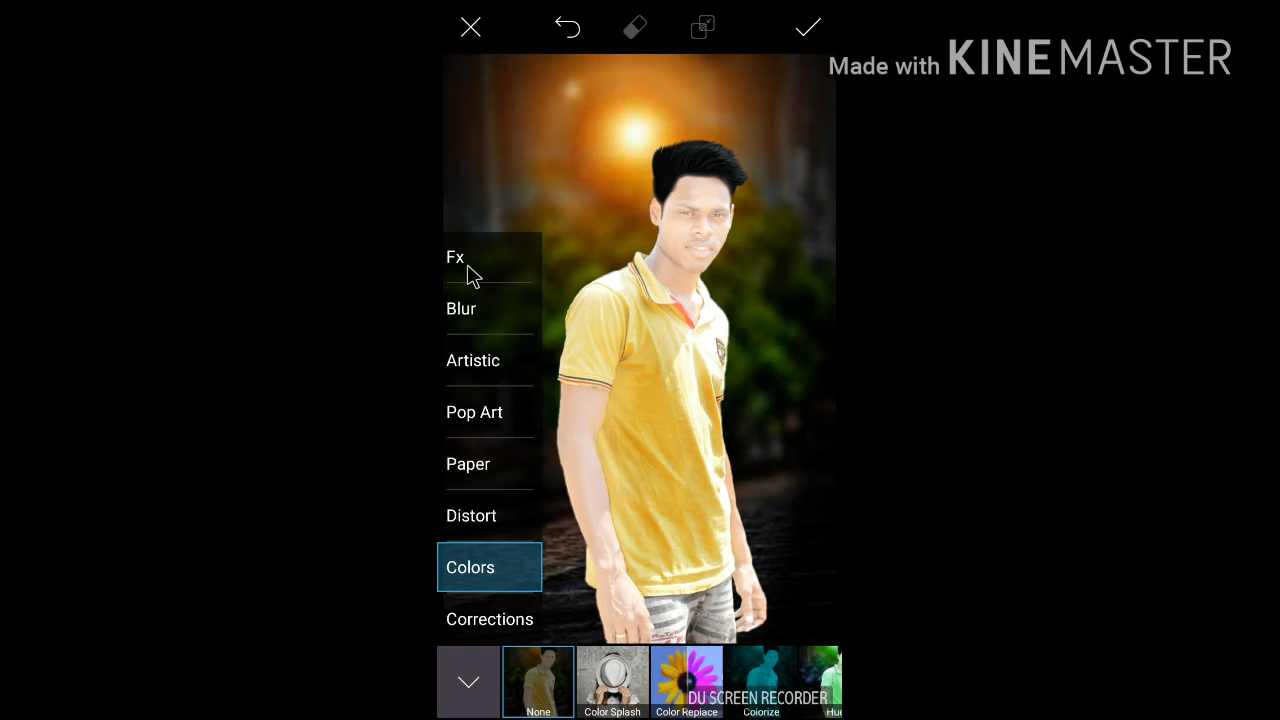 Made with KINEMASTER
Fx
Blur
Artistic
Pop Art
Paper
Distort
Colors
Corrections
DU SCREEN RECORDER
None
Color Splash
Color Replace
Colorize
Hue